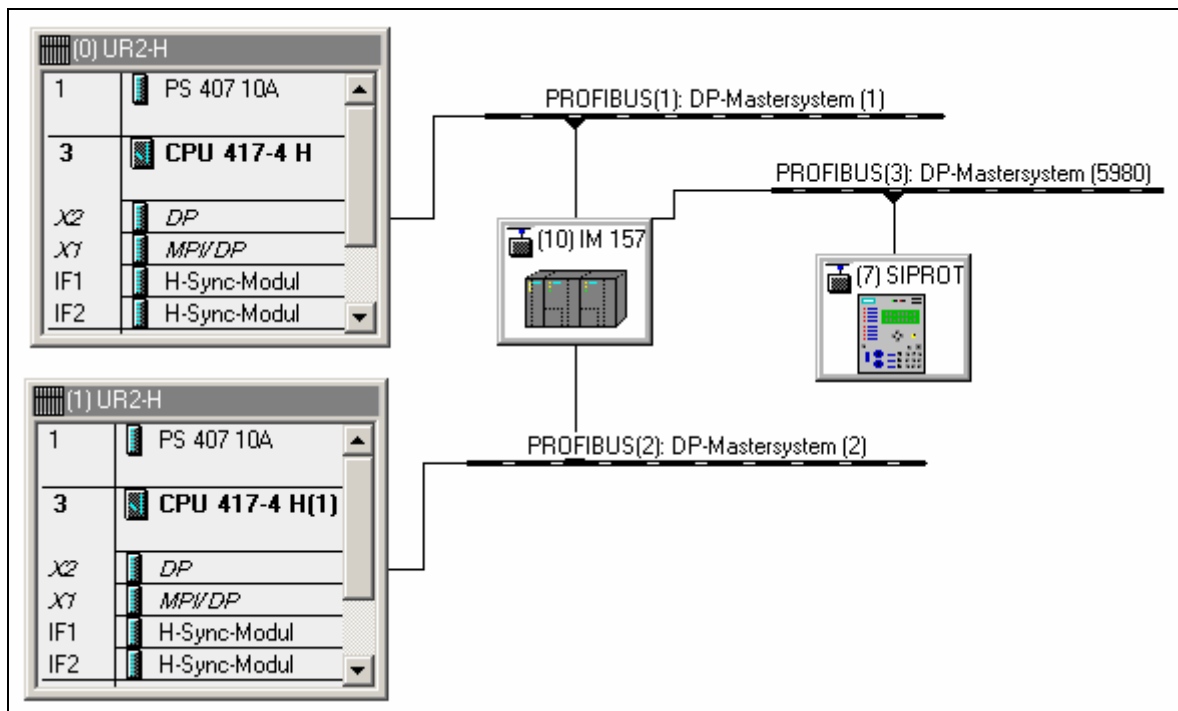 (0) UR2-H
1 PS 407 10A
3 CPU 417-4 H
X2 DP
X1 MPI/DP
IF1 H-Sync-Modul
IF2 H-Sync-Modul
PROFIBUS(1): DP-Mastersystem (1)
PROFIBUS(3): DP-Mastersystem (5980)
(10) IM 157
(7) SIPROT
(1) UR2-H
1 PS 407 10A
3 CPU 417-4 H(1)
X2 DP
X1 MPI/DP
IF1 H-Sync-Modul
IF2 H-Sync-Modul
PROFIBUS(2): DP-Mastersystem (2)